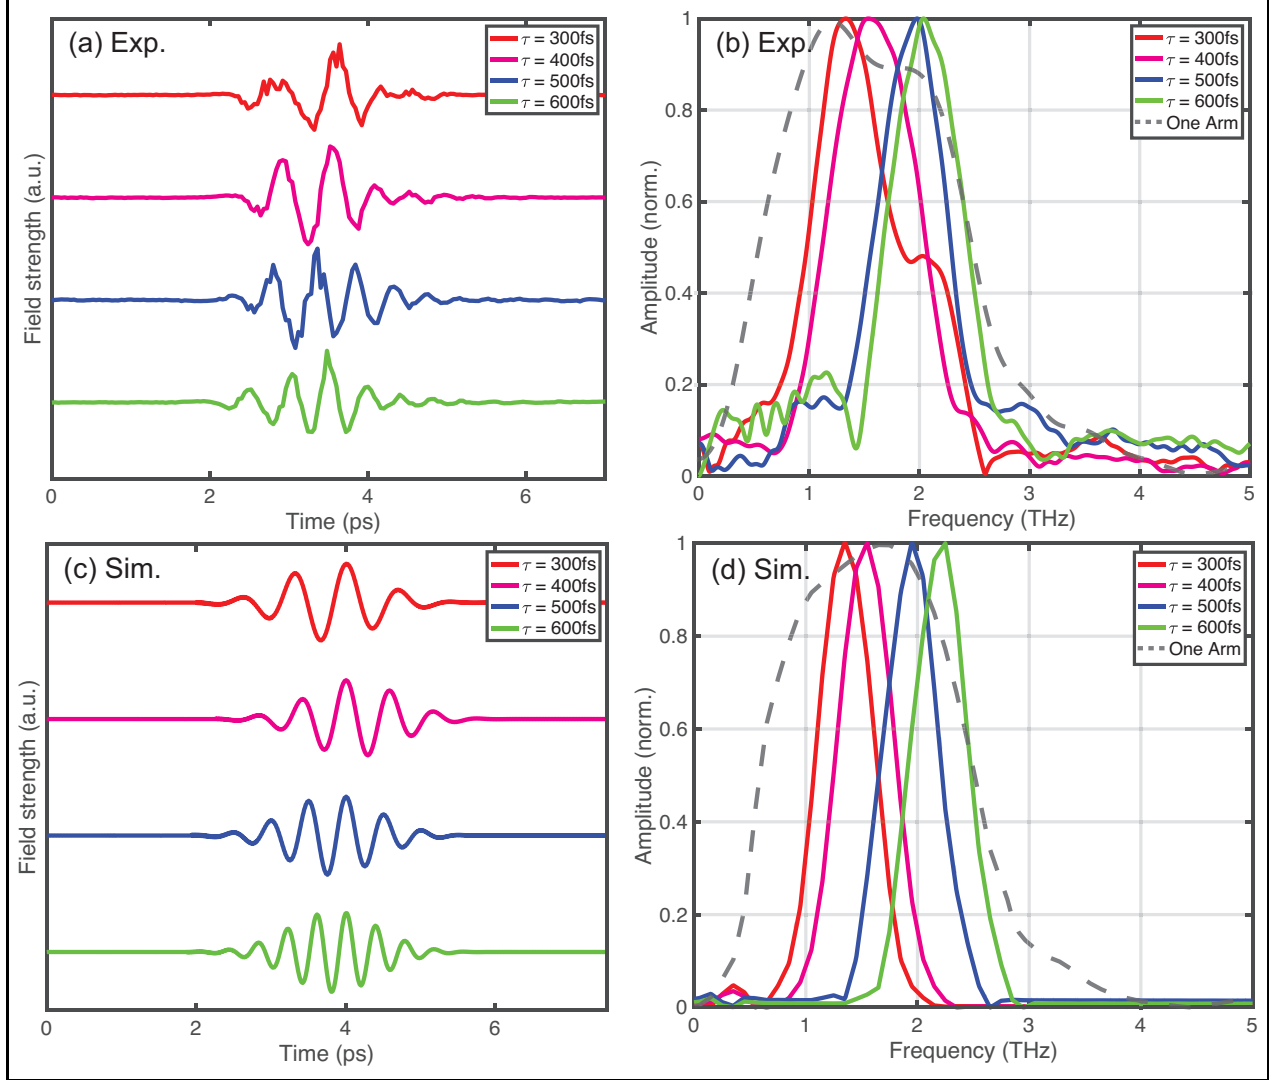 (a) Exp.
τ = 300fs
τ = 400fs
τ = 500fs
τ = 600fs
Field strength (a.u.)
0 2 4 6
Time (ps)
(b) Exp.
τ = 300fs
τ = 400fs
τ = 500fs
τ = 600fs
One Arm
Amplitude (norm.)
1
0.8
0.6
0.4
0.2
0
0 1 2 3 4 5
Frequency (THz)
(c) Sim.
τ = 300fs
τ = 400fs
τ = 500fs
τ = 600fs
Field strength (a.u.)
0 2 4 6
Time (ps)
(d) Sim.
τ = 300fs
τ = 400fs
τ = 500fs
τ = 600fs
One Arm
Amplitude (norm.)
1
0.8
0.6
0.4
0.2
0
0 1 2 3 4 5
Frequency (THz)